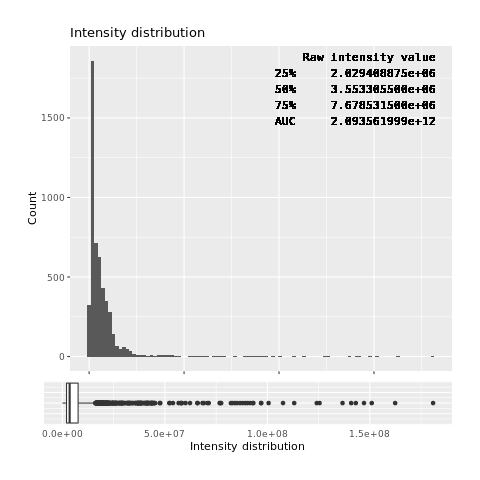 Intensity distribution
Raw intensity value
25% 2.029408875e+06
50% 3.553305500e+06
75% 7.678531500e+06
AUC 2.093561999e+12
1500
1000
500
0
Count
0.0e+00 5.0e+07 1.0e+08 1.5e+08
Intensity distribution